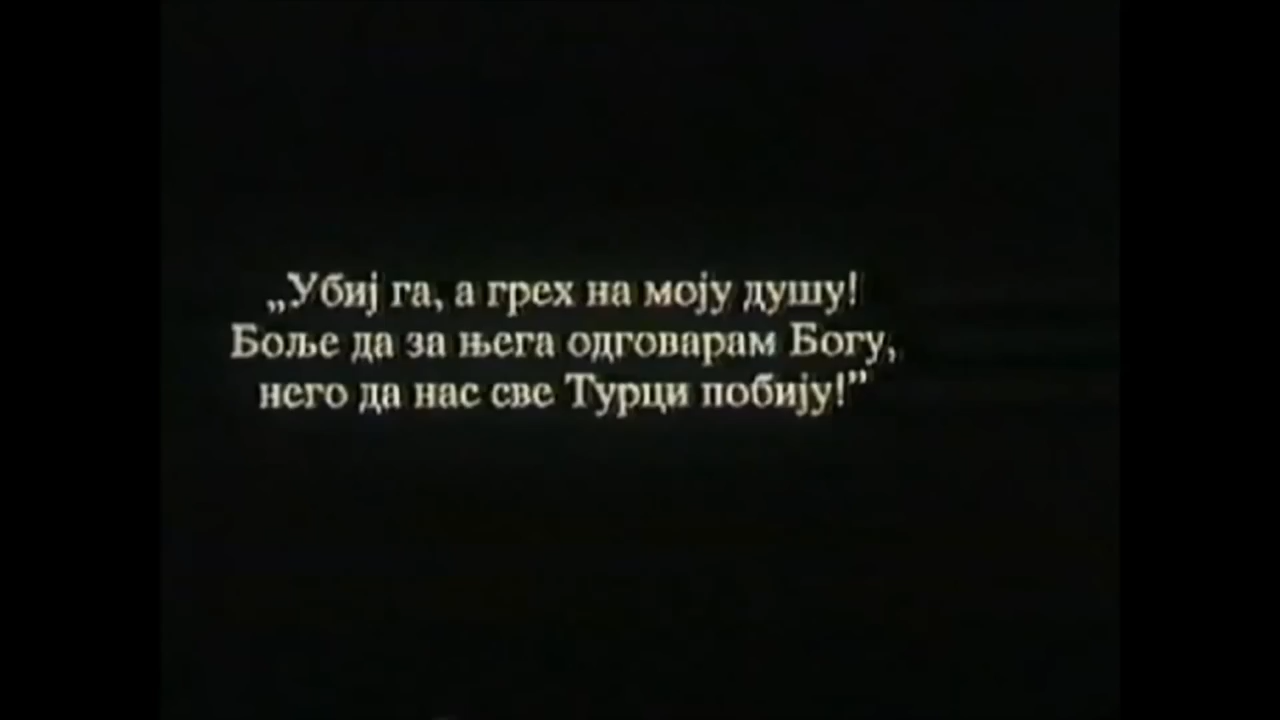 „Убиј га, а грех на моју душу!
Боље да за њега одговарам Богу,
него да нас све Турци побију!”